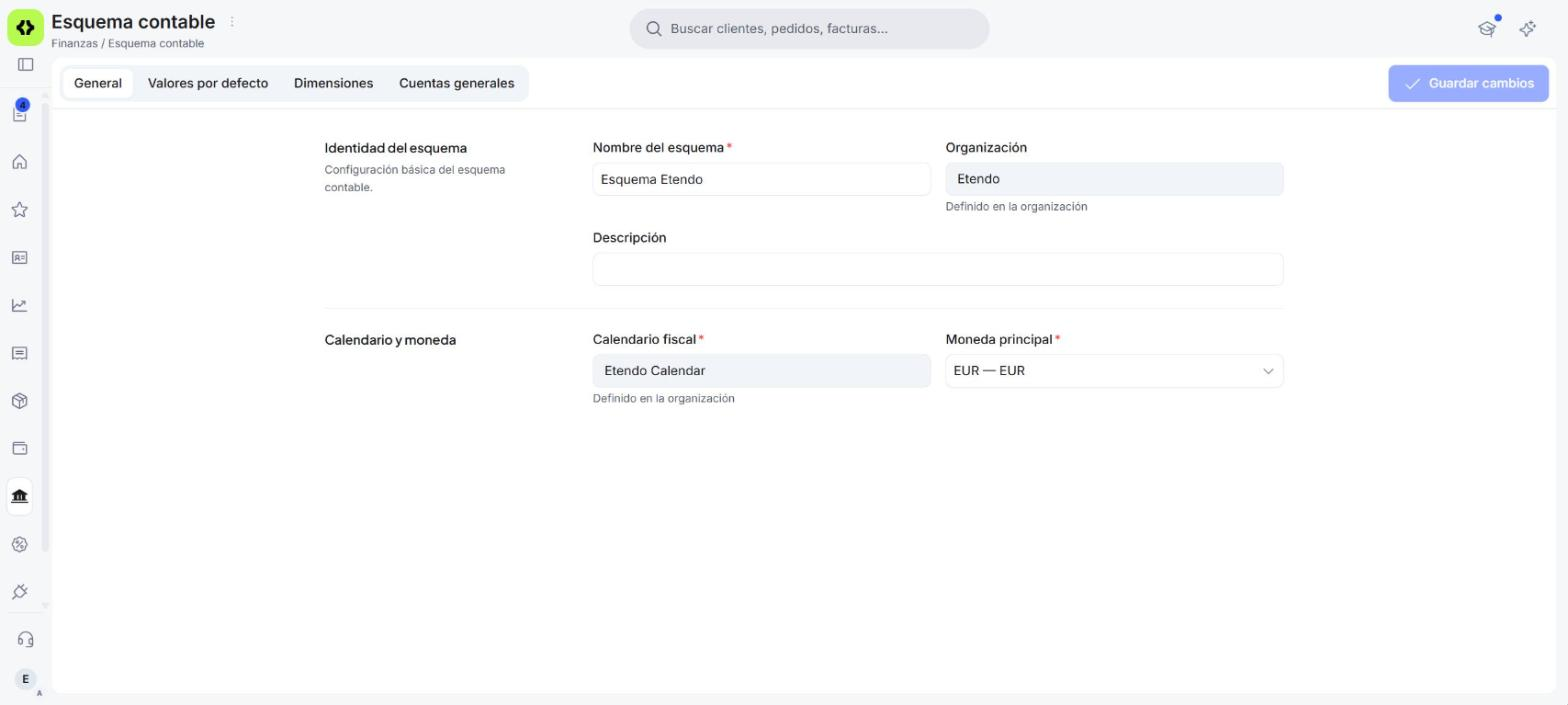 Esquema contable
Finanzas / Esquema contable
Buscar clientes, pedidos, facturas...
4
General
Valores por defecto
Dimensiones
Cuentas generales
Guardar cambios
Identidad del esquema
Configuración básica del esquema
contable.
Nombre del esquema*
Esquema Etendo
Organización
Etendo
Definido en la organización
Descripción
Calendario y moneda
Calendario fiscal*
Etendo Calendar
Definido en la organización
Moneda principal*
EUR — EUR
E
A